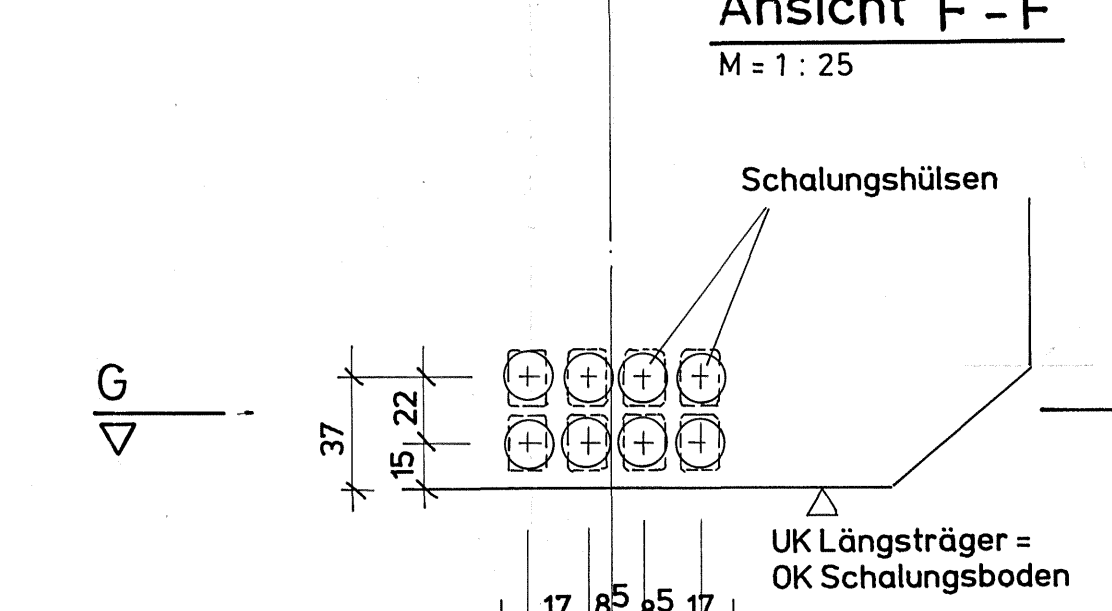 Ansicht F - F
M = 1 : 25
Schalungshülsen
G
37
22
15
UK Längsträger =
OK Schalungsboden
17 8⁵ 8⁵ 17